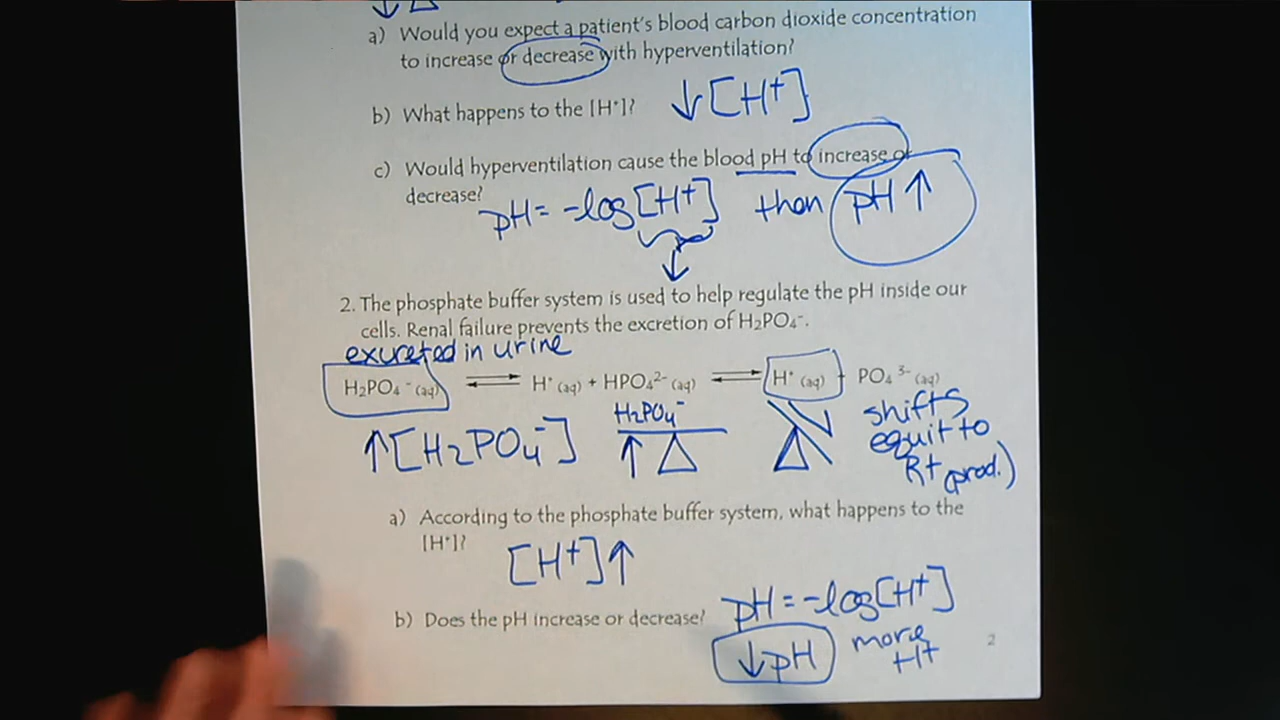 a) Would you expect a patient's blood carbon dioxide concentration
to increase or decrease with hyperventilation?
b) What happens to the [H⁺]? ↓[H⁺]
c) Would hyperventilation cause the blood pH to increase or
decrease?
pH = -log[H⁺] then pH ↑
↓
2. The phosphate buffer system is used to help regulate the pH inside our
cells. Renal failure prevents the excretion of H₂PO₄⁻.
excreted in urine
H₂PO₄⁻ (aq) ⇌ H⁺ (aq) + HPO₄²⁻ (aq) ⇌ H⁺ (aq) + PO₄³⁻ (aq)
↑[H₂PO₄⁻] H₂PO₄⁻ ↑ △ △ shifts
equil to
Rt (prod.)
a) According to the phosphate buffer system, what happens to the
[H⁺]?
[H⁺]↑
b) Does the pH increase or decrease? pH = -log[H⁺]
↓pH more
H⁺
2